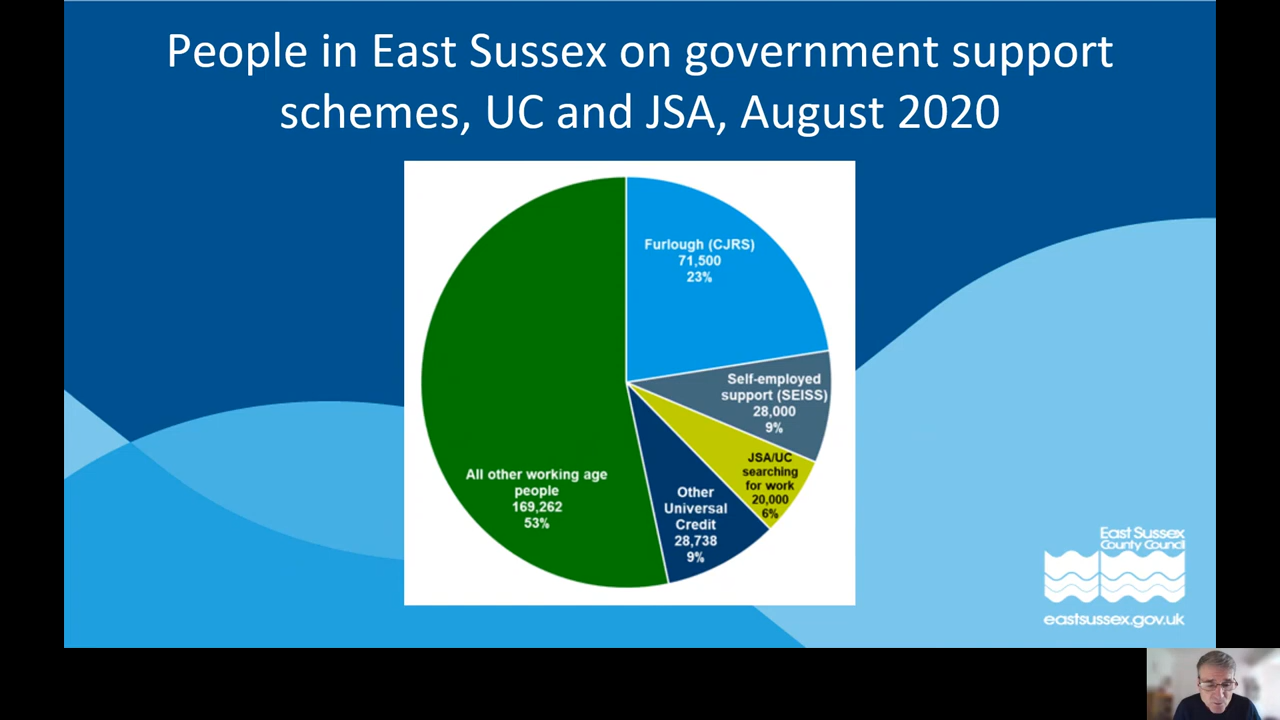 People in East Sussex on government support
schemes, UC and JSA, August 2020
Furlough (CJRS)
71,500
23%
Self-employed
support (SEISS)
28,000
9%
JSA/UC
searching
for work
20,000
6%
Other
Universal
Credit
28,738
9%
All other working age
people
169,262
53%
East Sussex
County Council
eastsussex.gov.uk